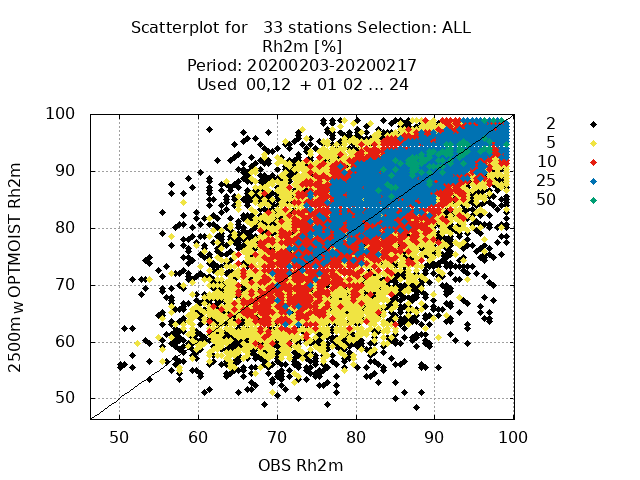 Scatterplot for   33 stations Selection: ALL
Rh2m [%]
Period: 20200203-20200217
Used  00,12  + 01 02 ... 24
2
5
10
25
50
100
90
80
70
60
50
2500m_W OPTMOIST Rh2m
50 60 70 80 90 100
OBS Rh2m